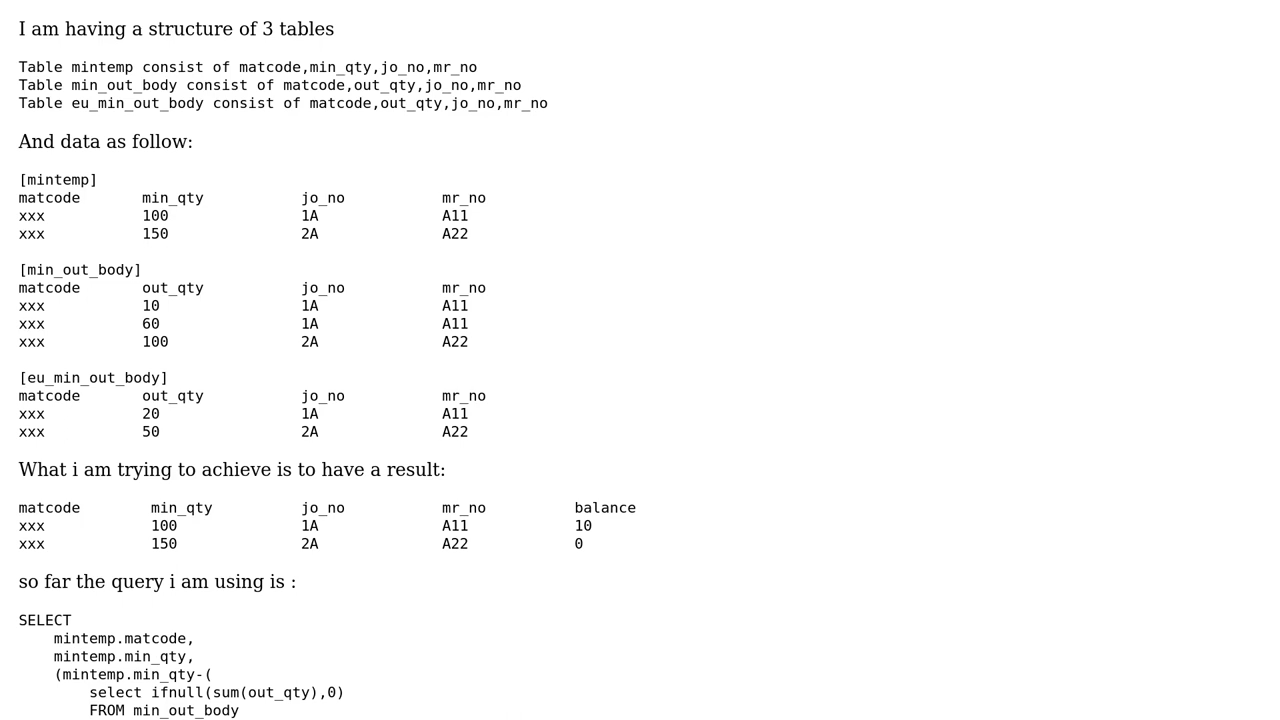 I am having a structure of 3 tables
Table mintemp consist of matcode,min_qty,jo_no,mr_no
Table min_out_body consist of matcode,out_qty,jo_no,mr_no
Table eu_min_out_body consist of matcode,out_qty,jo_no,mr_no
And data as follow:
[mintemp]
matcode       min_qty           jo_no           mr_no
xxx           100               1A              A11
xxx           150               2A              A22
[min_out_body]
matcode       out_qty           jo_no           mr_no
xxx           10                1A              A11
xxx           60                1A              A11
xxx           100               2A              A22
[eu_min_out_body]
matcode       out_qty           jo_no           mr_no
xxx           20                1A              A11
xxx           50                2A              A22
What i am trying to achieve is to have a result:
matcode        min_qty          jo_no           mr_no          balance
xxx            100              1A              A11            10
xxx            150              2A              A22            0
so far the query i am using is :
SELECT
    mintemp.matcode,
    mintemp.min_qty,
    (mintemp.min_qty-(
        select ifnull(sum(out_qty),0)
        FROM min_out_body